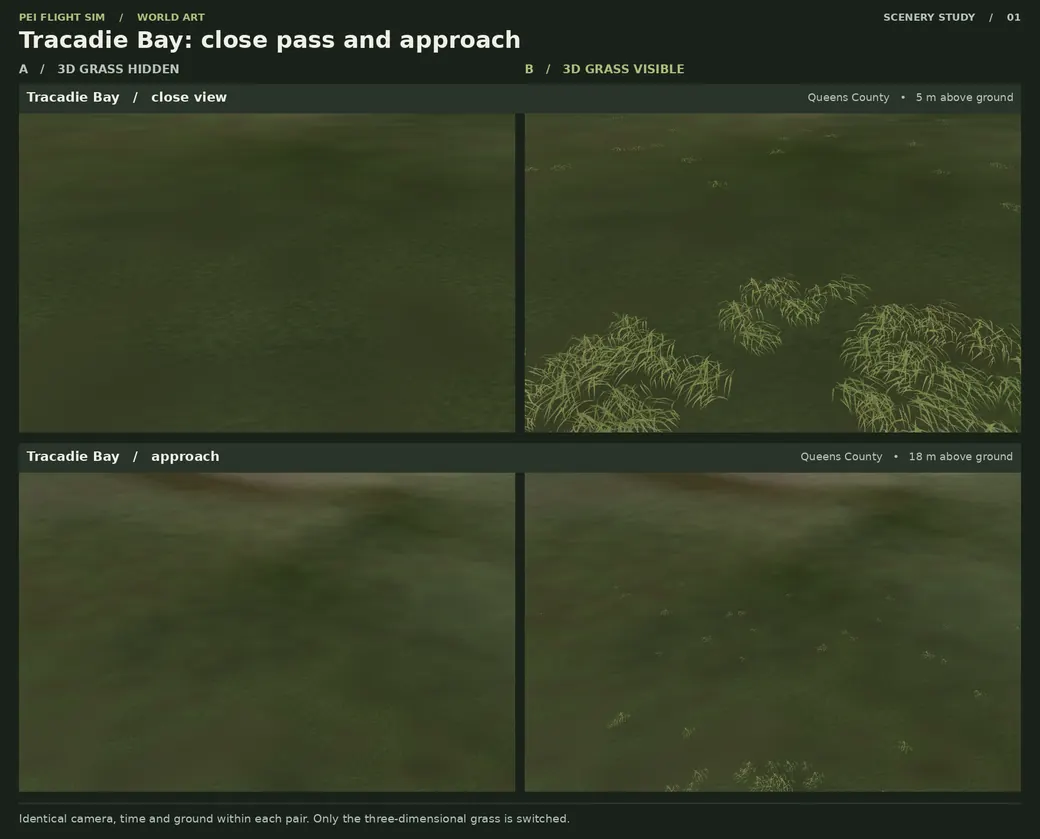 PEI FLIGHT SIM / WORLD ART
SCENERY STUDY / 01
Tracadie Bay: close pass and approach
A / 3D GRASS HIDDEN
B / 3D GRASS VISIBLE
Tracadie Bay / close view
Queens County • 5 m above ground
Tracadie Bay / approach
Queens County • 18 m above ground
Identical camera, time and ground within each pair. Only the three-dimensional grass is switched.